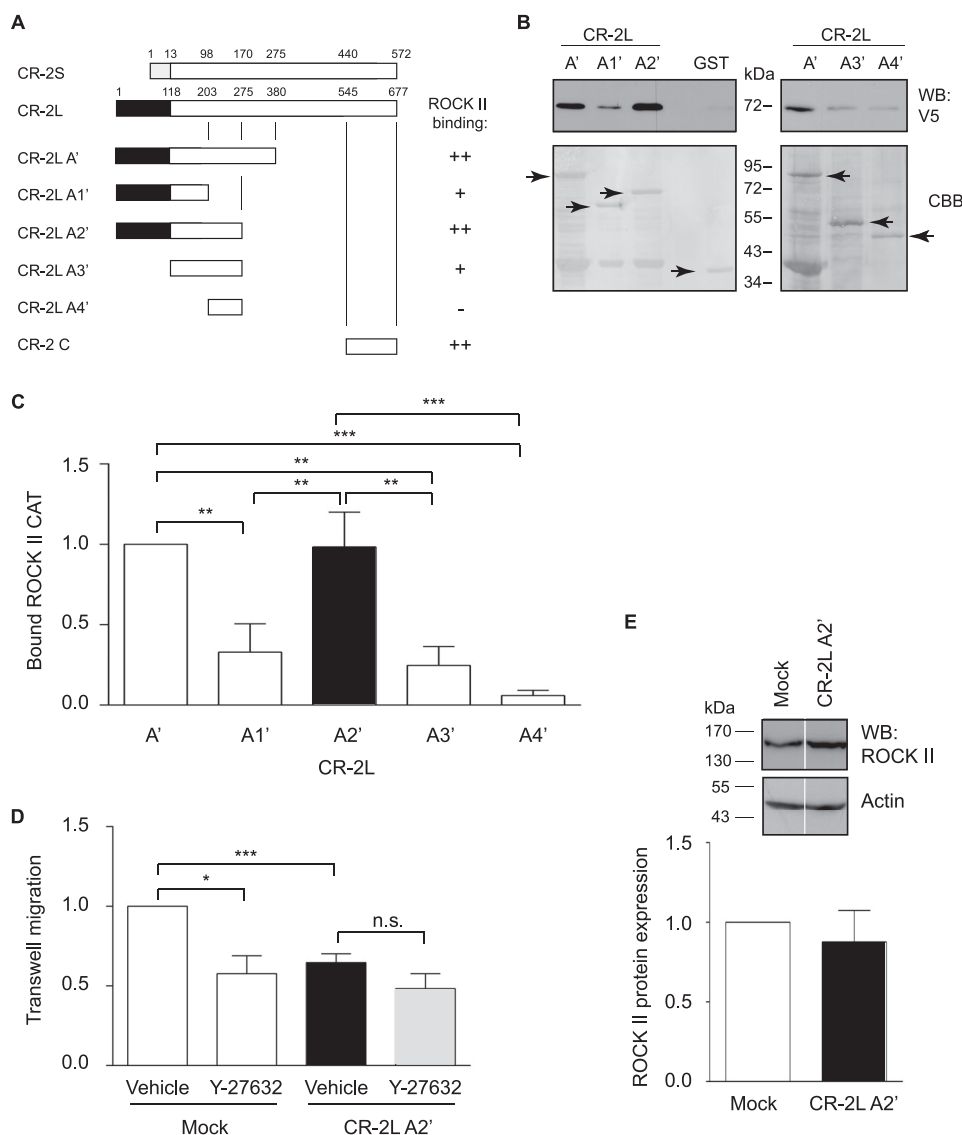 A
1 13 98 170 275 440 572
CR-2S
1 118 203 275 380 545 677
CR-2L
ROCK II
binding:
CR-2L A' ++
CR-2L A1' +
CR-2L A2' ++
CR-2L A3' +
CR-2L A4' -
CR-2 C ++
B
CR-2L CR-2L
A' A1' A2' GST kDa A' A3' A4'
72 WB:
V5
95
72
55
43
34
CBB
C
*** 
***
**
** **
**
1.5
1.0
0.5
0.0
Bound ROCK II CAT
A' A1' A2' A3' A4'
CR-2L
D
1.5
1.0
0.5
0.0
Transwell migration
***
*
n.s.
Vehicle Y-27632 Vehicle Y-27632
Mock CR-2L A2'
E
Mock CR-2L A2'
kDa
170
130
WB:
ROCK II
55
43
Actin
1.5
1.0
0.5
0.0
ROCK II protein expression
Mock CR-2L A2'